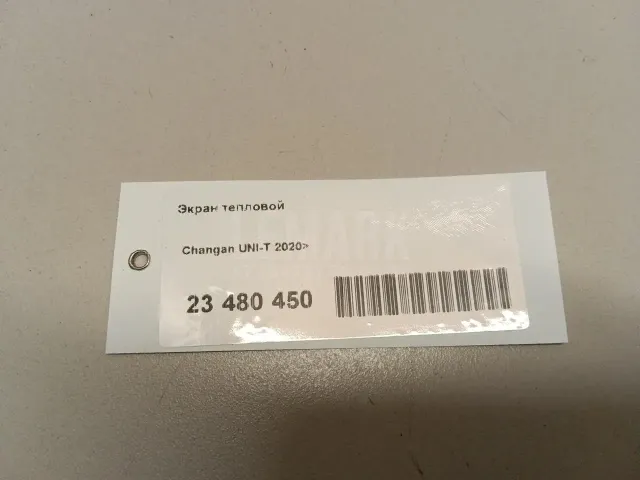 Экран тепловой
Changan UNI-T 2020>
23 480 450